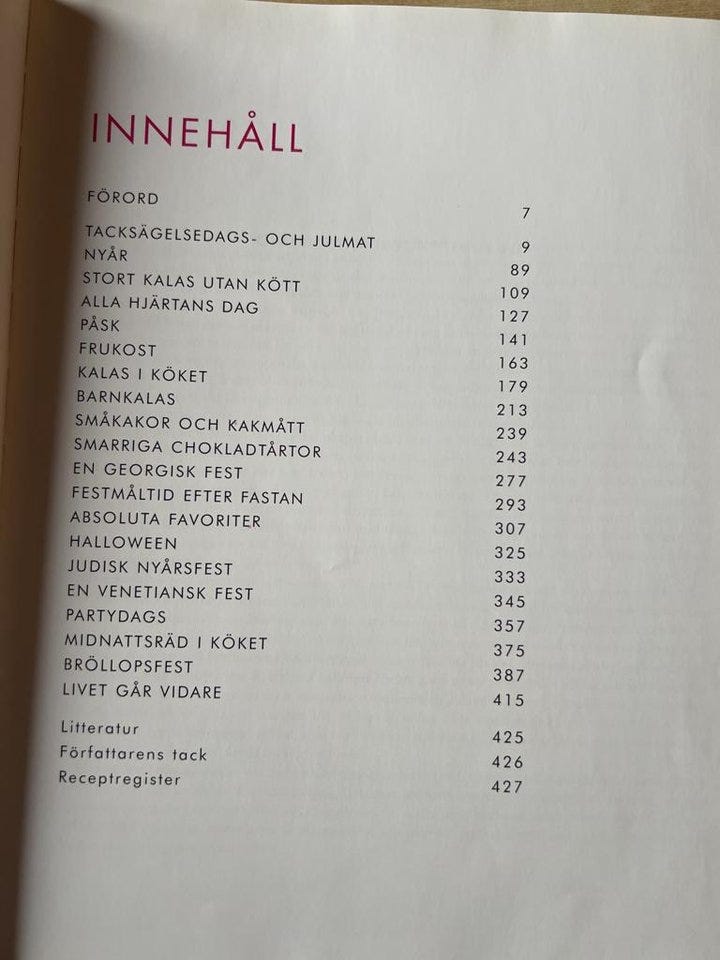 INNEHÅLL
FÖRORD 7
TACKSÄGELSEDAGS- OCH JULMAT 9
NYÅR 89
STORT KALAS UTAN KÖTT 109
ALLA HJÄRTANS DAG 127
PÅSK 141
FRUKOST 163
KALAS I KÖKET 179
BARNKALAS 213
SMÅKAKOR OCH KAKMÅTT 239
SMARRIGA CHOKLADTÅRTOR 243
EN GEORGISK FEST 277
FESTMÅLTID EFTER FASTAN 293
ABSOLUTA FAVORITER 307
HALLOWEEN 325
JUDISK NYÅRSFEST 333
EN VENETIANSK FEST 345
PARTYDAGS 357
MIDNATTSRÄD I KÖKET 375
BRÖLLOPSFEST 387
LIVET GÅR VIDARE 415
Litteratur 425
Författarens tack 426
Receptregister 427